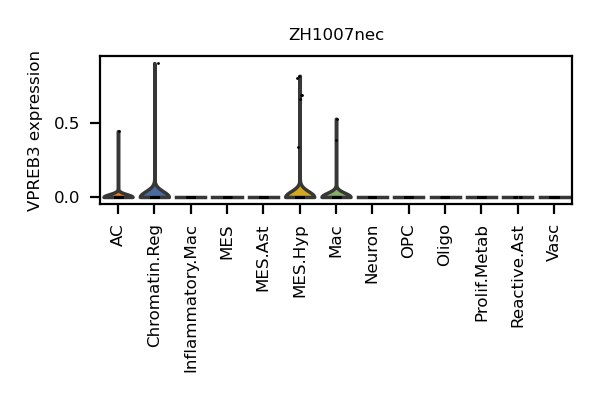 ZH1007nec
VPREB3 expression
0.5
0.0
AC
Chromatin.Reg
Inflammatory.Mac
MES
MES.Ast
MES.Hyp
Mac
Neuron
OPC
Oligo
Prolif.Metab
Reactive.Ast
Vasc